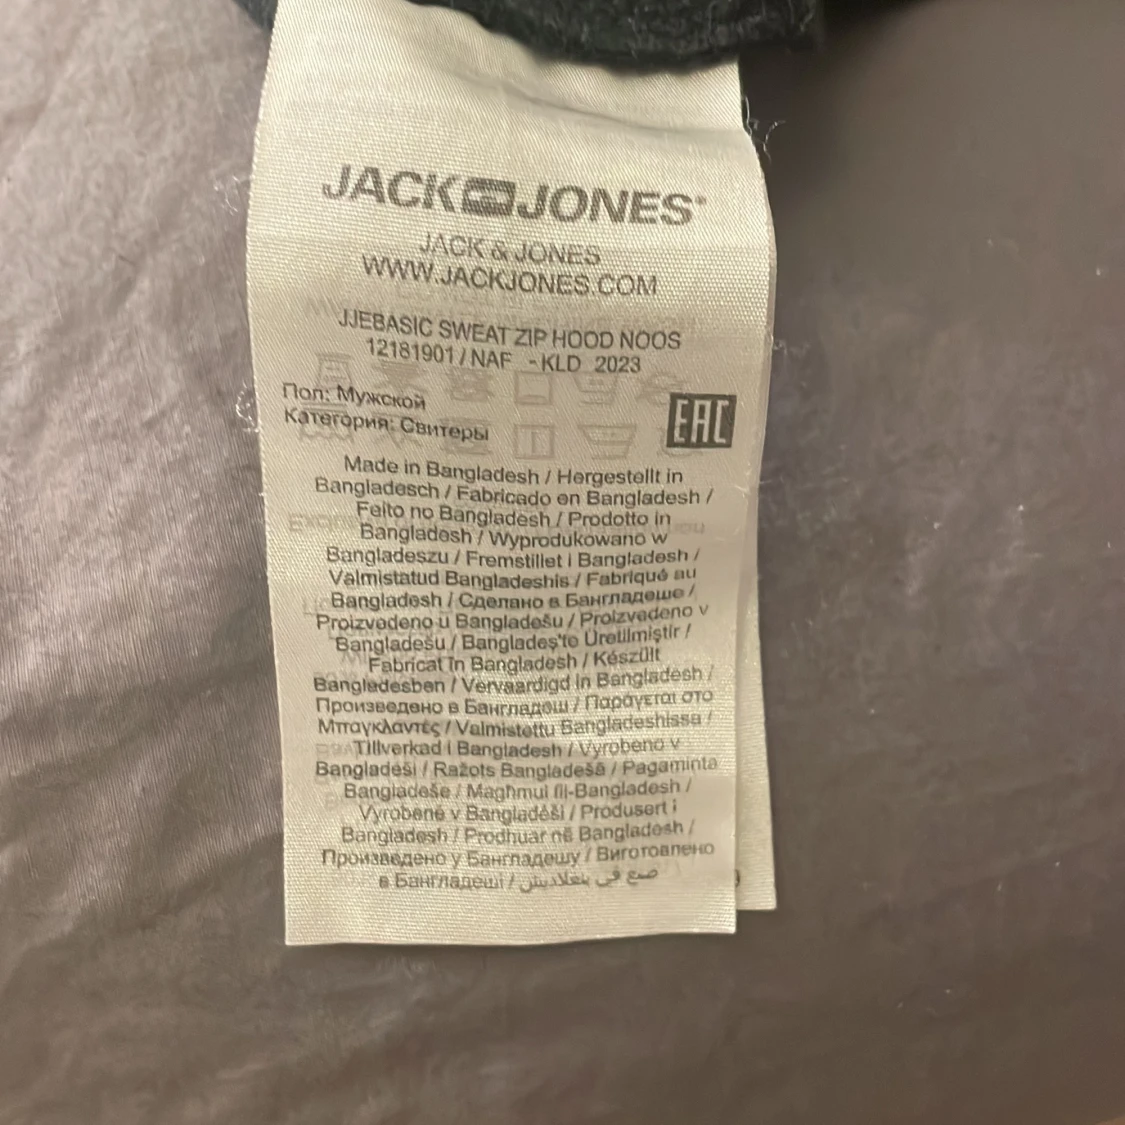 JACK JONES
JACK & JONES
WWW.JACKJONES.COM
JJEBASIC SWEAT ZIP HOOD NOOS
12181901 / NAF - KLD 2023
Пол: Мужской
Категория: Свитеры
EAC
Made in Bangladesh / Hergestellt in
Bangladesch / Fabricado en Bangladesh /
Feito no Bangladesh / Prodotto in
Bangladesh / Wyprodukowano w
Bangladeszu / Fremstillet i Bangladesh /
Valmistatud Bangladeshis / Fabriqué au
Bangladesh / Сделано в Бангладеше /
Proizvedeno u Bangladešu / Proizvedeno v
Bangladešu / Bangladeş'te Üretilmiştir /
Fabricat în Bangladesh / Készült
Bangladesben / Vervaardigd in Bangladesh /
Произведено в Бангладеш / Παράγεται στο
Μπαγκλαντές / Valmistettu Bangladeshissa /
Tillverkad i Bangladesh / Vyrobeno v
Bangladéši / Ražots Bangladešā / Pagaminta
Bangladeše / Magħmul fil-Bangladesh /
Vyrobené v Bangladéši / Produsert i
Bangladesh / Prodhuar në Bangladesh /
Произведено у Бангладешу / Виготовлено
в Бангладеші / صنع في بنغلاديش